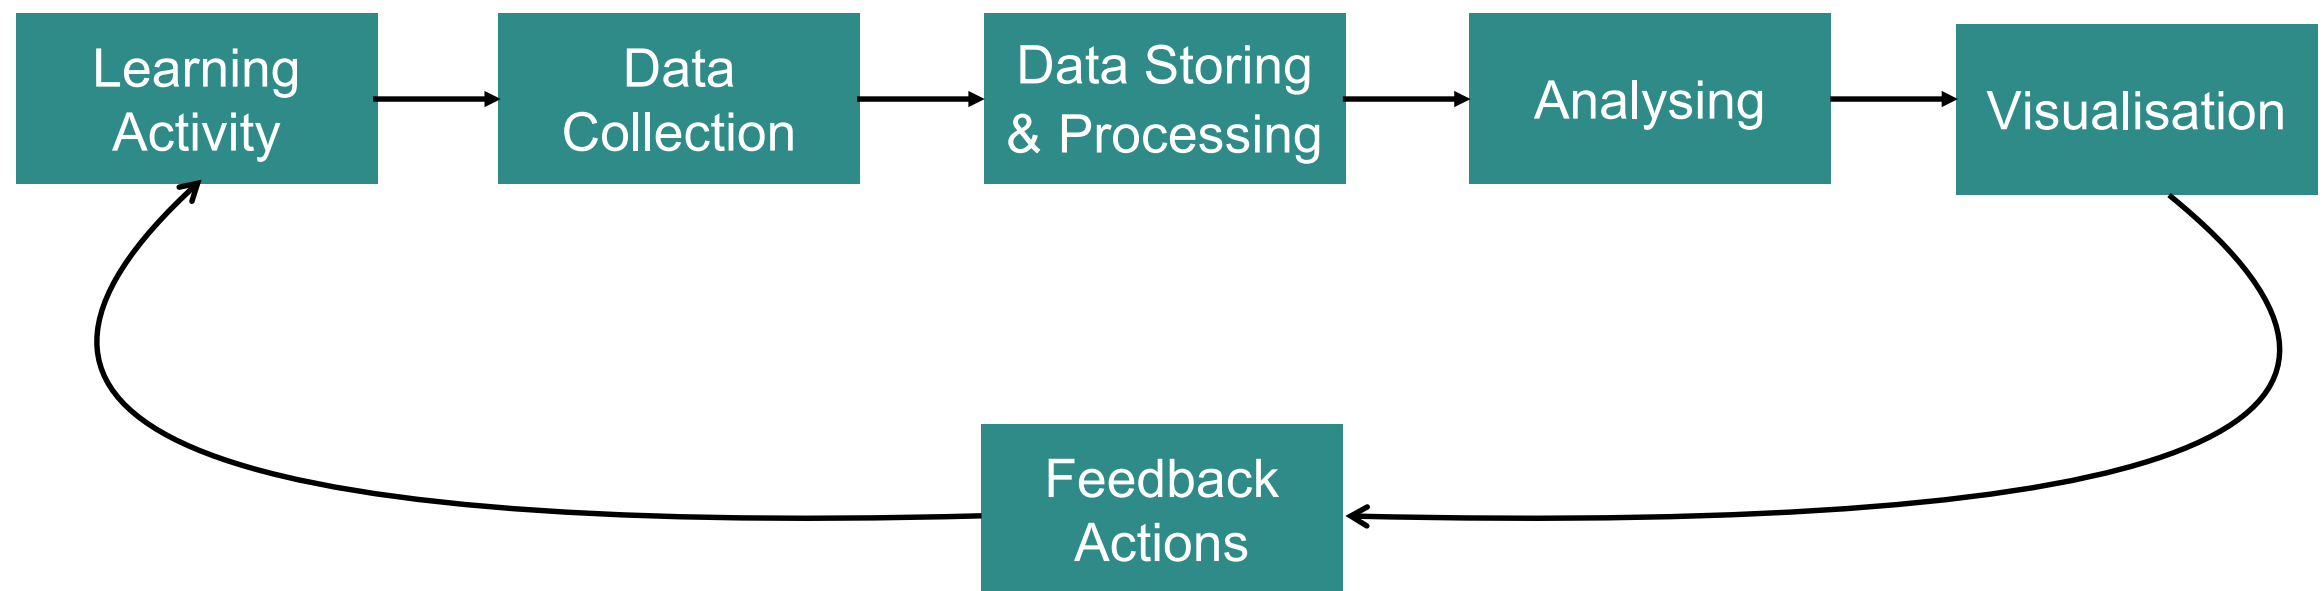 Learning
Activity
Data
Collection
Data Storing
& Processing
Analysing
Visualisation
Feedback
Actions